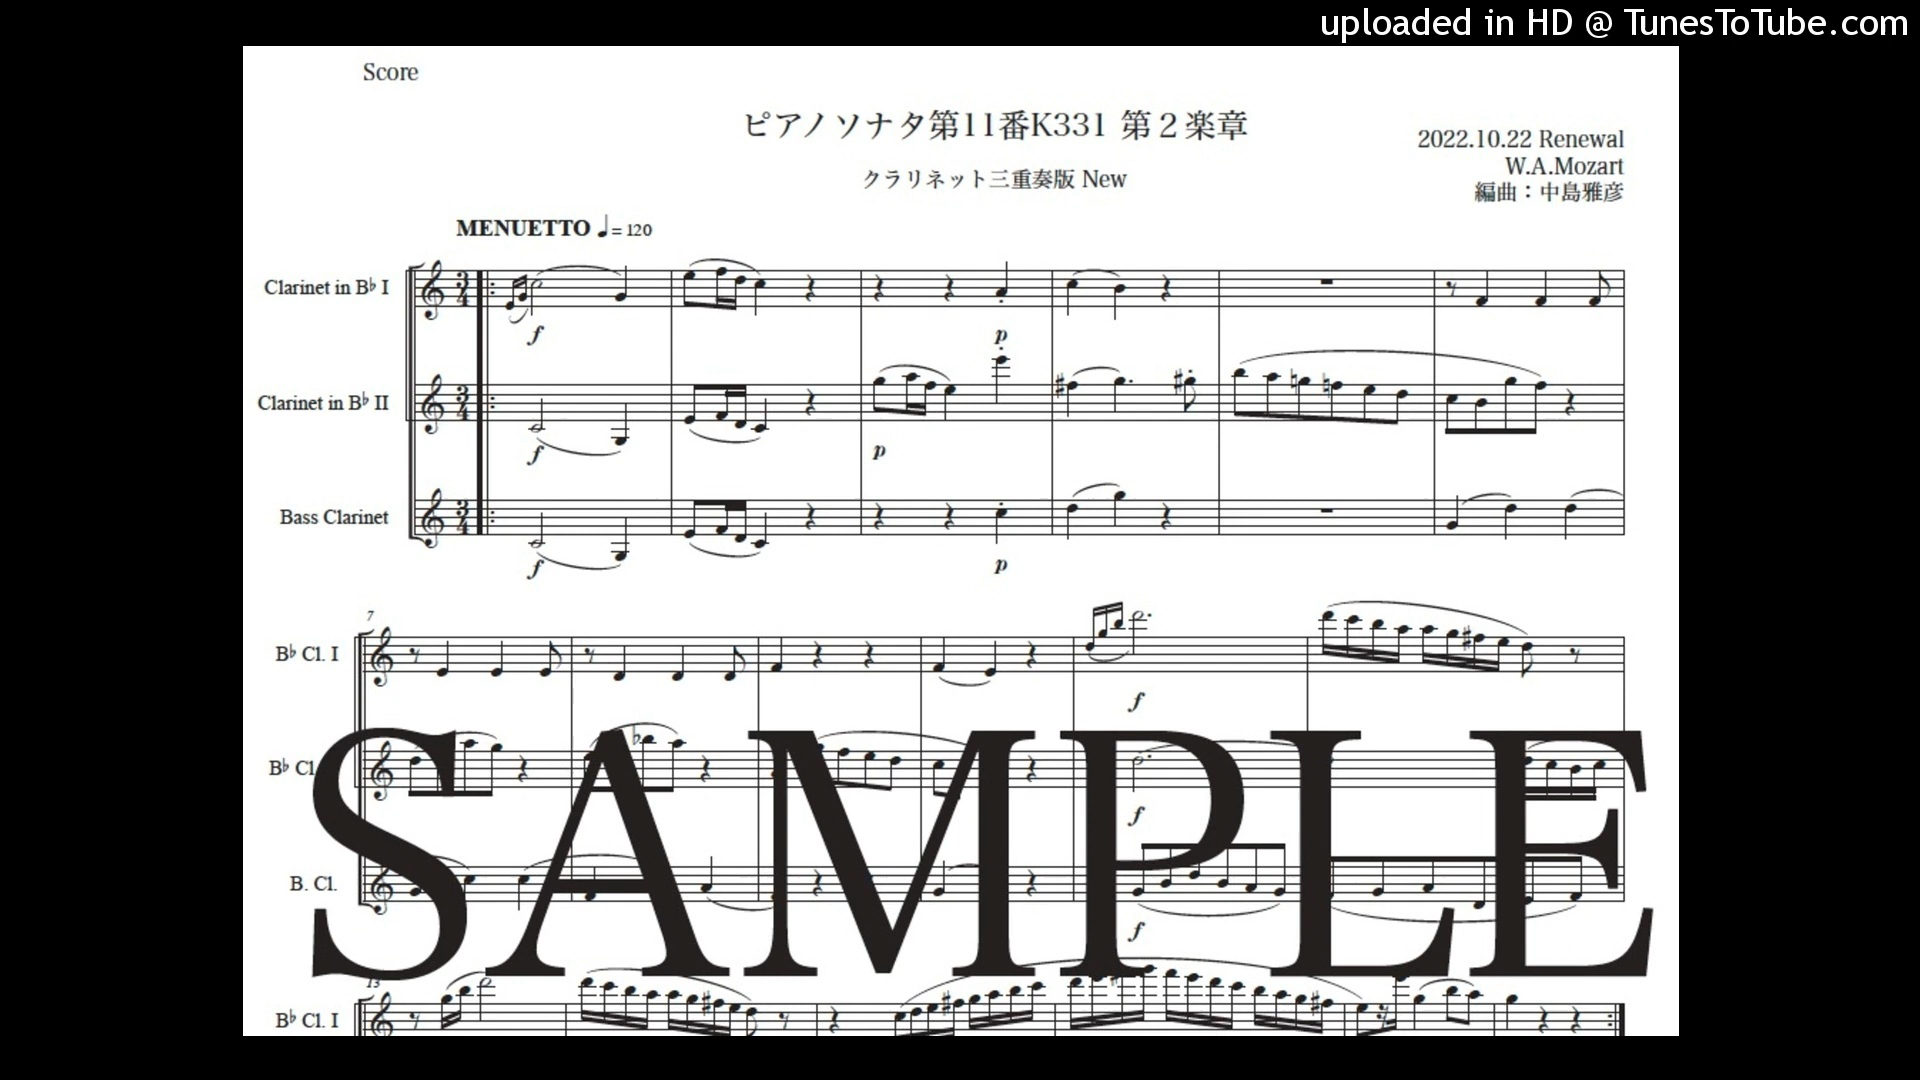 uploaded in HD @ TunesToTube.com
Score
ピアノソナタ第11番K331 第２楽章
クラリネット三重奏版 New
2022.10.22 Renewal
W.A.Mozart
編曲：中島雅彦
MENUETTO ♩= 120
Clarinet in B♭ I
f
p
Clarinet in B♭ II
f
p
Bass Clarinet
f
p
7
B♭ Cl. I
f
B♭ Cl.
f
B. Cl.
f
SAMPLE
13
B♭ Cl. I